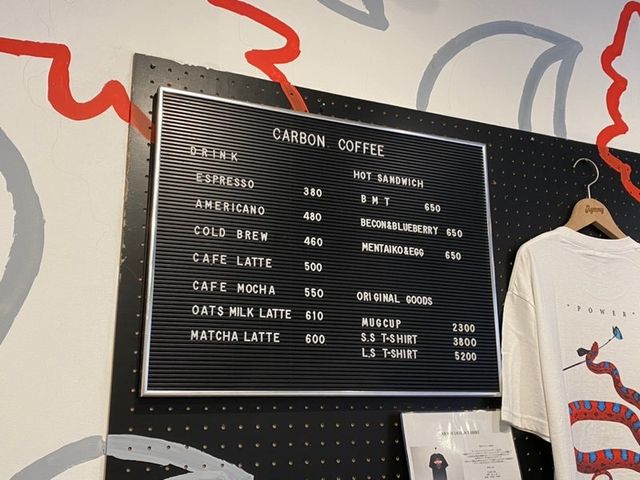 CARBON COFFEE
DRINK
ESPRESSO 380
AMERICANO 480
COLD BREW 460
CAFE LATTE 500
CAFE MOCHA 550
OATS MILK LATTE 610
MATCHA LATTE 600
HOT SANDWICH
B M T 650
BECON&BLUEBERRY 650
MENTAIKO&EGG 650
ORIGINAL GOODS
MUGCUP 2300
S.S T-SHIRT 3800
L.S T-SHIRT 5200
"POWER"